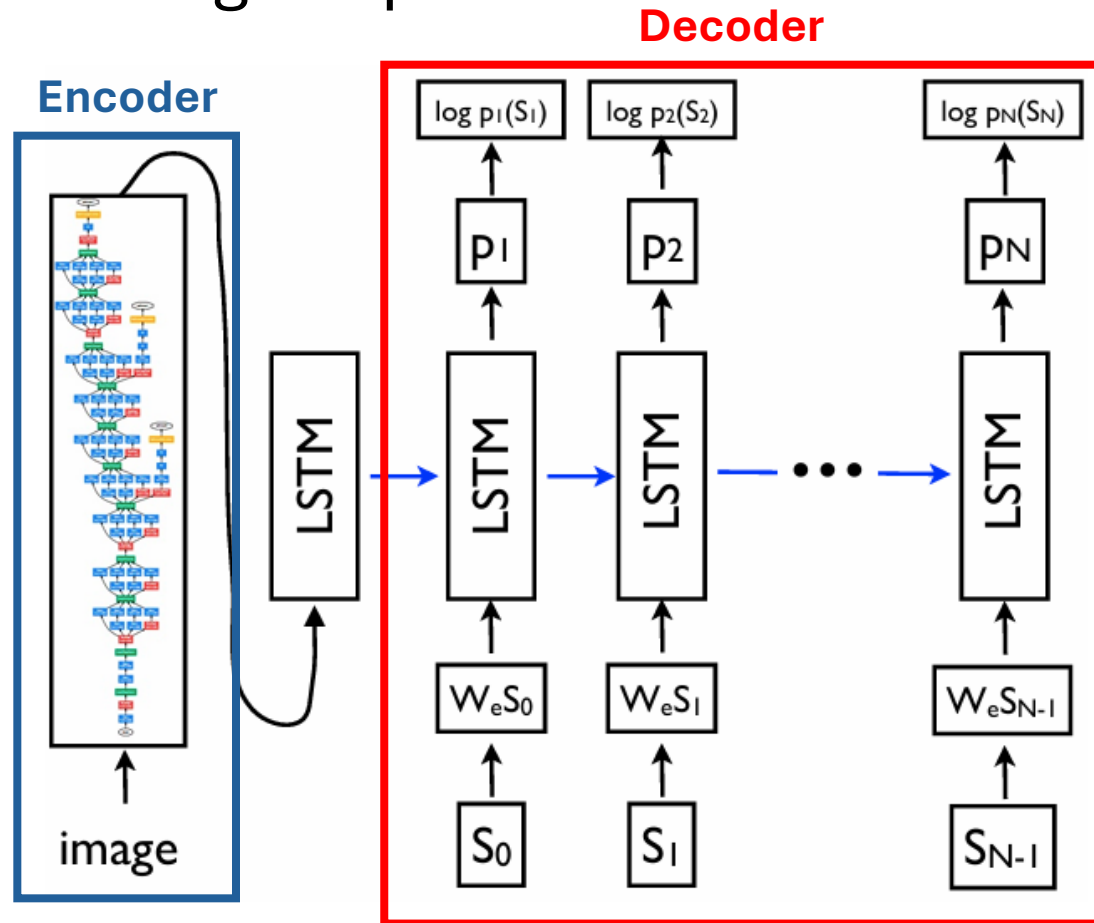 Decoder
Encoder
log p1(S1) log p2(S2) log pN(SN)
p1 p2 pN
LSTM LSTM LSTM ••• LSTM
WeS0 WeS1 WeSN-1
image S0 S1 SN-1